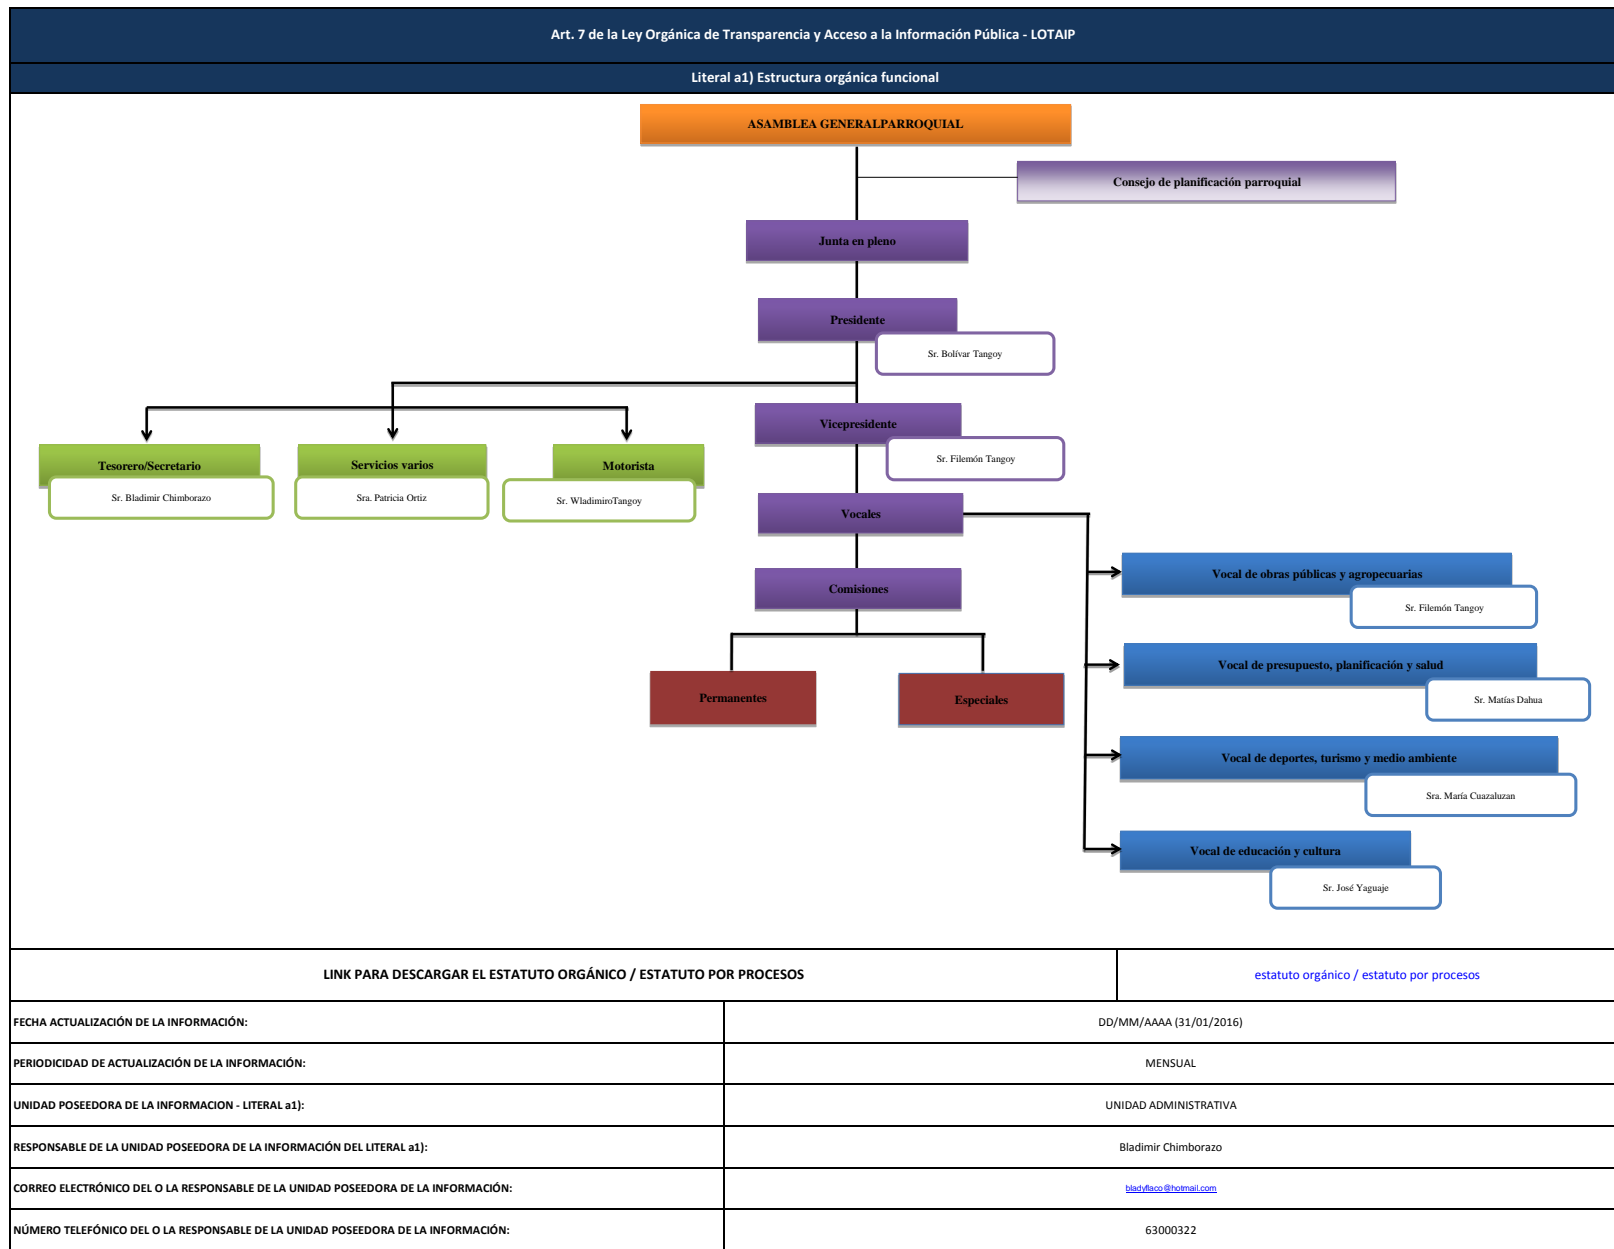 Art. 7 de la Ley Orgánica de Transparencia y Acceso a la Información Pública - LOTAIP
Literal a1) Estructura orgánica funcional
ASAMBLEA GENERALPARROQUIAL
Consejo de planificación parroquial
Junta en pleno
Presidente
Sr. Bolívar Tangoy
Vicepresidente
Sr. Filemón Tangoy
Tesorero/Secretario
Sr. Bladimir Chimborazo
Servicios varios
Sra. Patricia Ortiz
Motorista
Sr. WladimiroTangoy
Vocales
Comisiones
Permanentes
Especiales
Vocal de obras públicas y agropecuarias
Sr. Filemón Tangoy
Vocal de presupuesto, planificación y salud
Sr. Matías Dahua
Vocal de deportes, turismo y medio ambiente
Sra. María Cuazaluzan
Vocal de educación y cultura
Sr. José Yaguaje
LINK PARA DESCARGAR EL ESTATUTO ORGÁNICO / ESTATUTO POR PROCESOS
estatuto orgánico / estatuto por procesos
FECHA ACTUALIZACIÓN DE LA INFORMACIÓN:
DD/MM/AAAA (31/01/2016)
PERIODICIDAD DE ACTUALIZACIÓN DE LA INFORMACIÓN:
MENSUAL
UNIDAD POSEEDORA DE LA INFORMACION - LITERAL a1):
UNIDAD ADMINISTRATIVA
RESPONSABLE DE LA UNIDAD POSEEDORA DE LA INFORMACIÓN DEL LITERAL a1):
Bladimir Chimborazo
CORREO ELECTRÓNICO DEL O LA RESPONSABLE DE LA UNIDAD POSEEDORA DE LA INFORMACIÓN:
bladyflaco@hotmail.com
NÚMERO TELEFÓNICO DEL O LA RESPONSABLE DE LA UNIDAD POSEEDORA DE LA INFORMACIÓN:
63000322